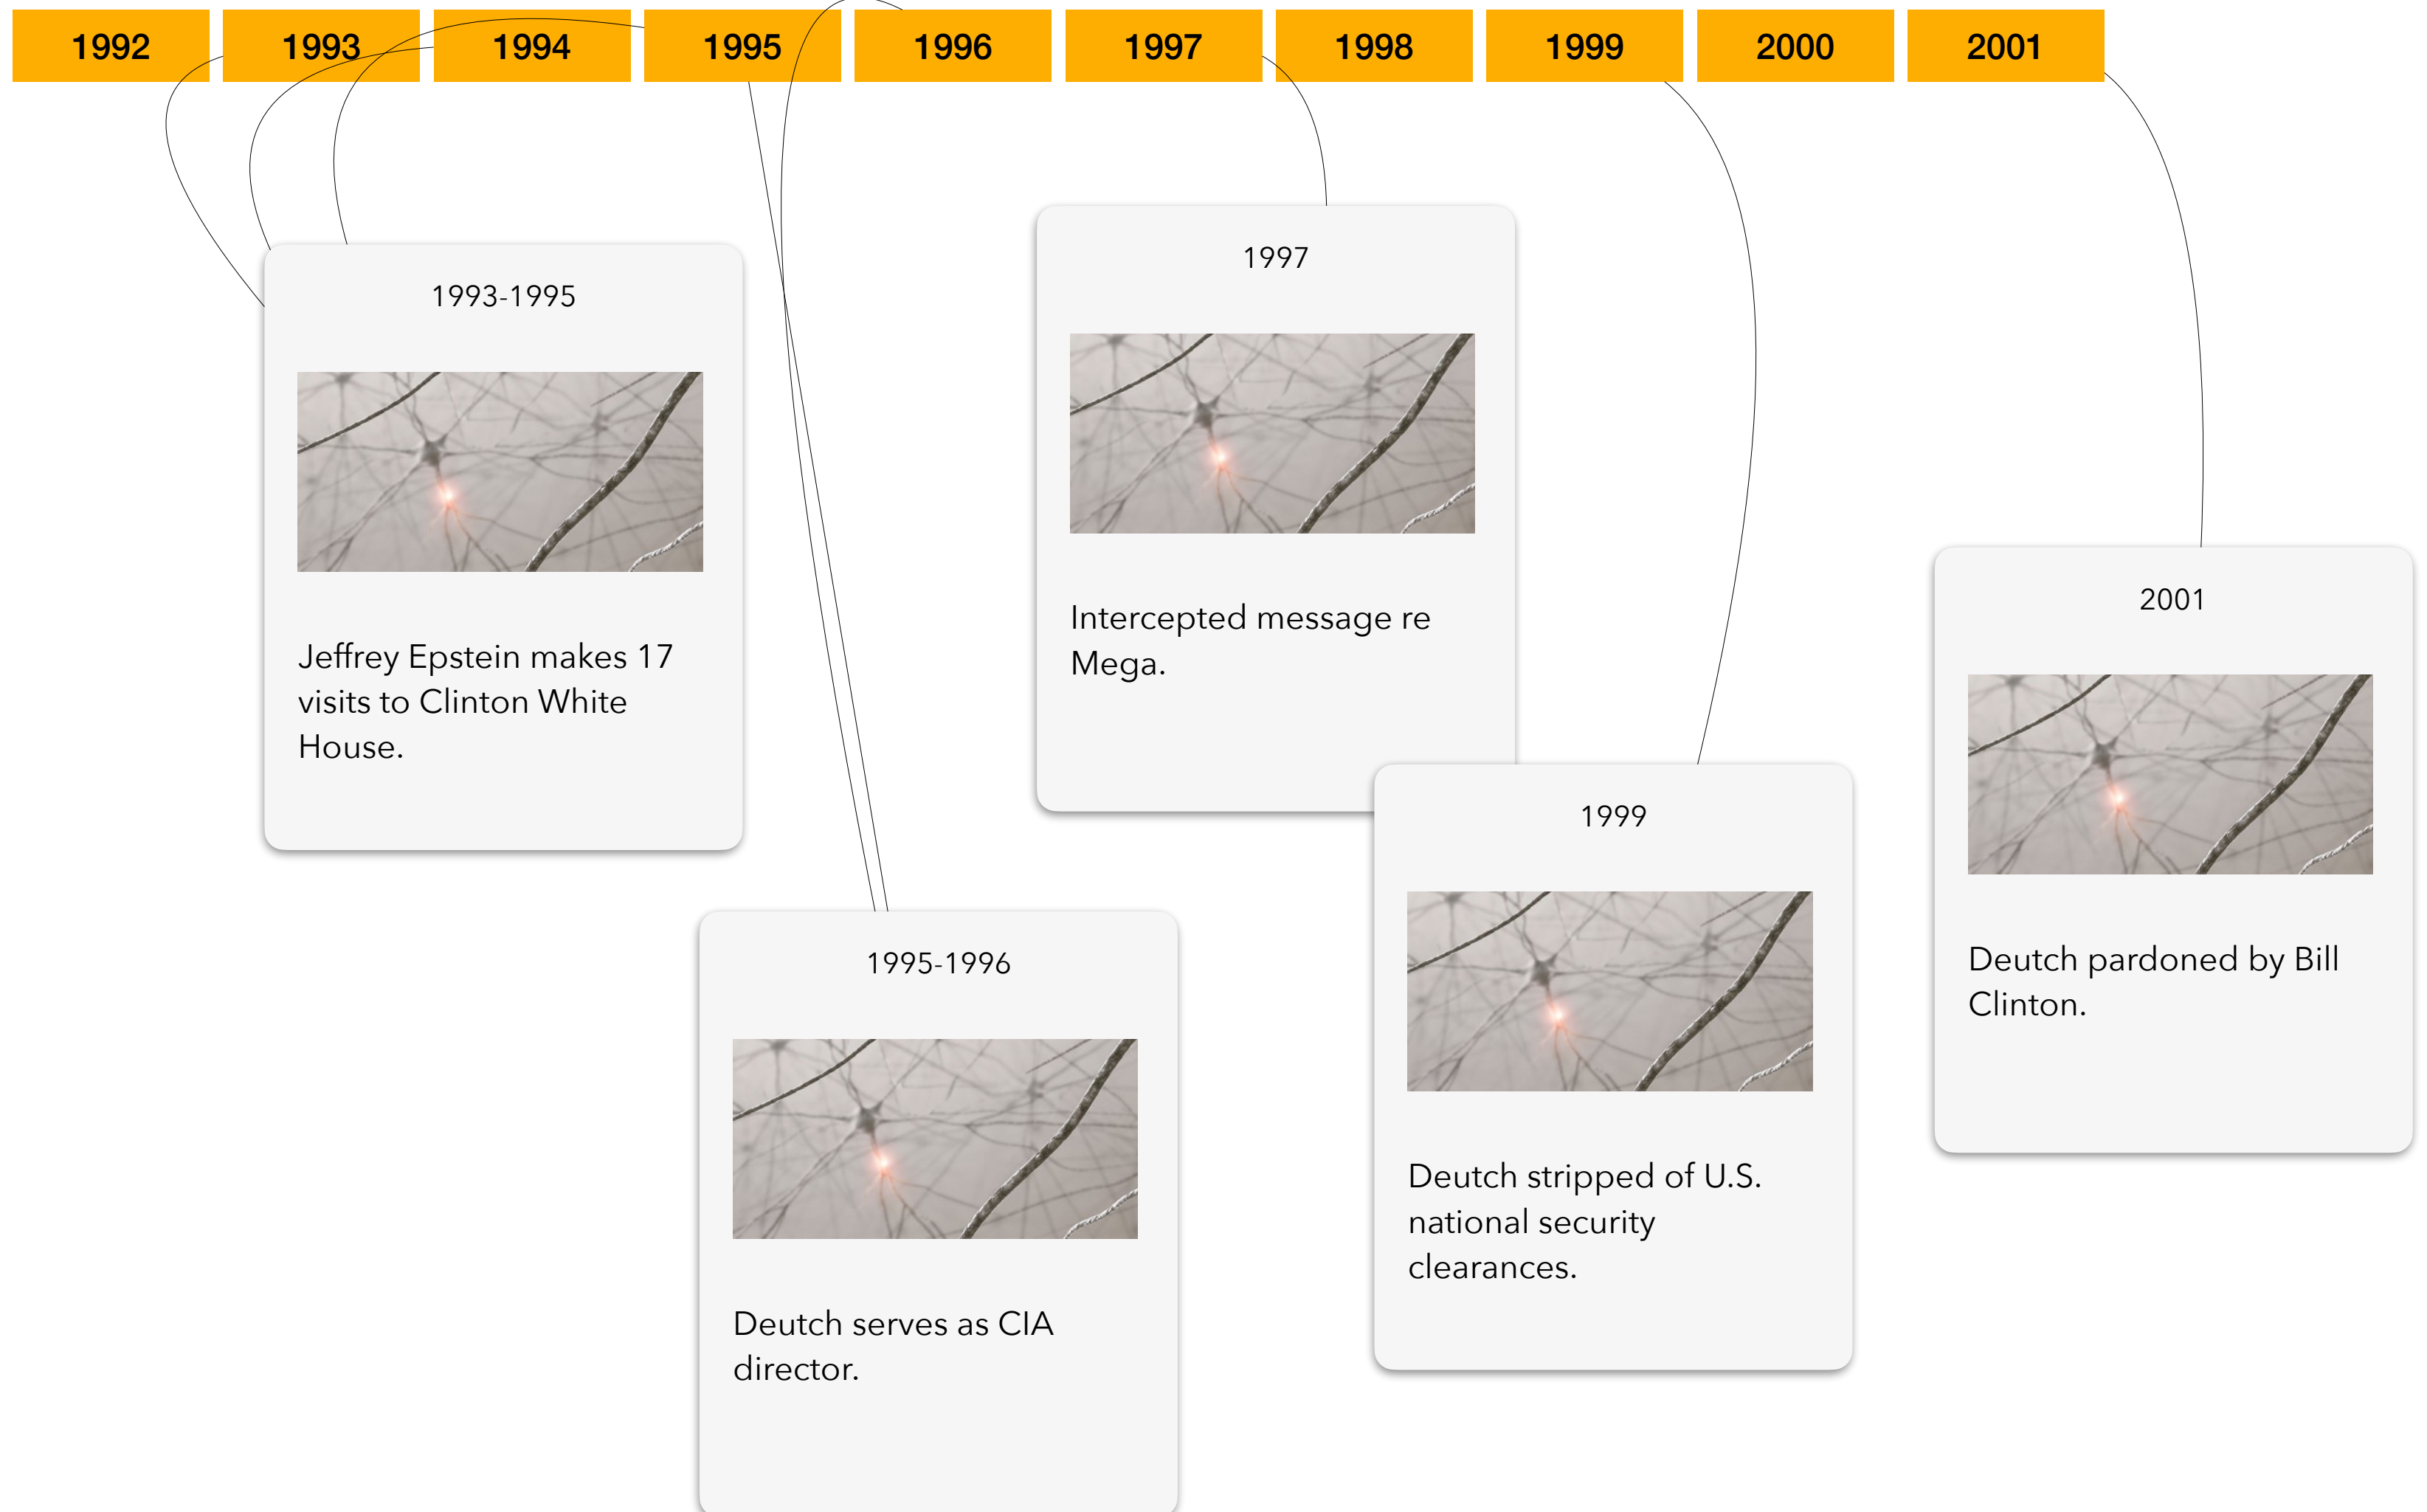 1992
1993
1994
1995
1996
1997
1998
1999
2000
2001
1993-1995
Jeffrey Epstein makes 17
visits to Clinton White
House.
1995-1996
Deutch serves as CIA
director.
1997
Intercepted message re
Mega.
1999
Deutch stripped of U.S.
national security
clearances.
2001
Deutch pardoned by Bill
Clinton.